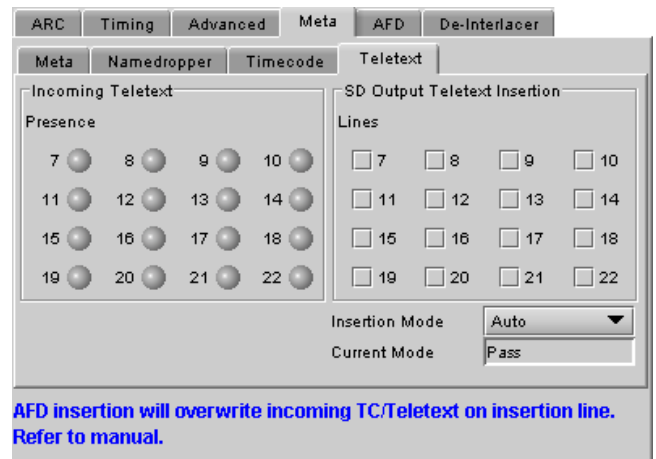 ARC Timing Advanced Meta AFD De-Interlacer
Meta Namedropper Timecode Teletext
Incoming Teletext
Presence
7 8 9 10
11 12 13 14
15 16 17 18
19 20 21 22
SD Output Teletext Insertion
Lines
7 8 9 10
11 12 13 14
15 16 17 18
19 20 21 22
Insertion Mode Auto
Current Mode Pass
AFD insertion will overwrite incoming TC/Teletext on insertion line.
Refer to manual.